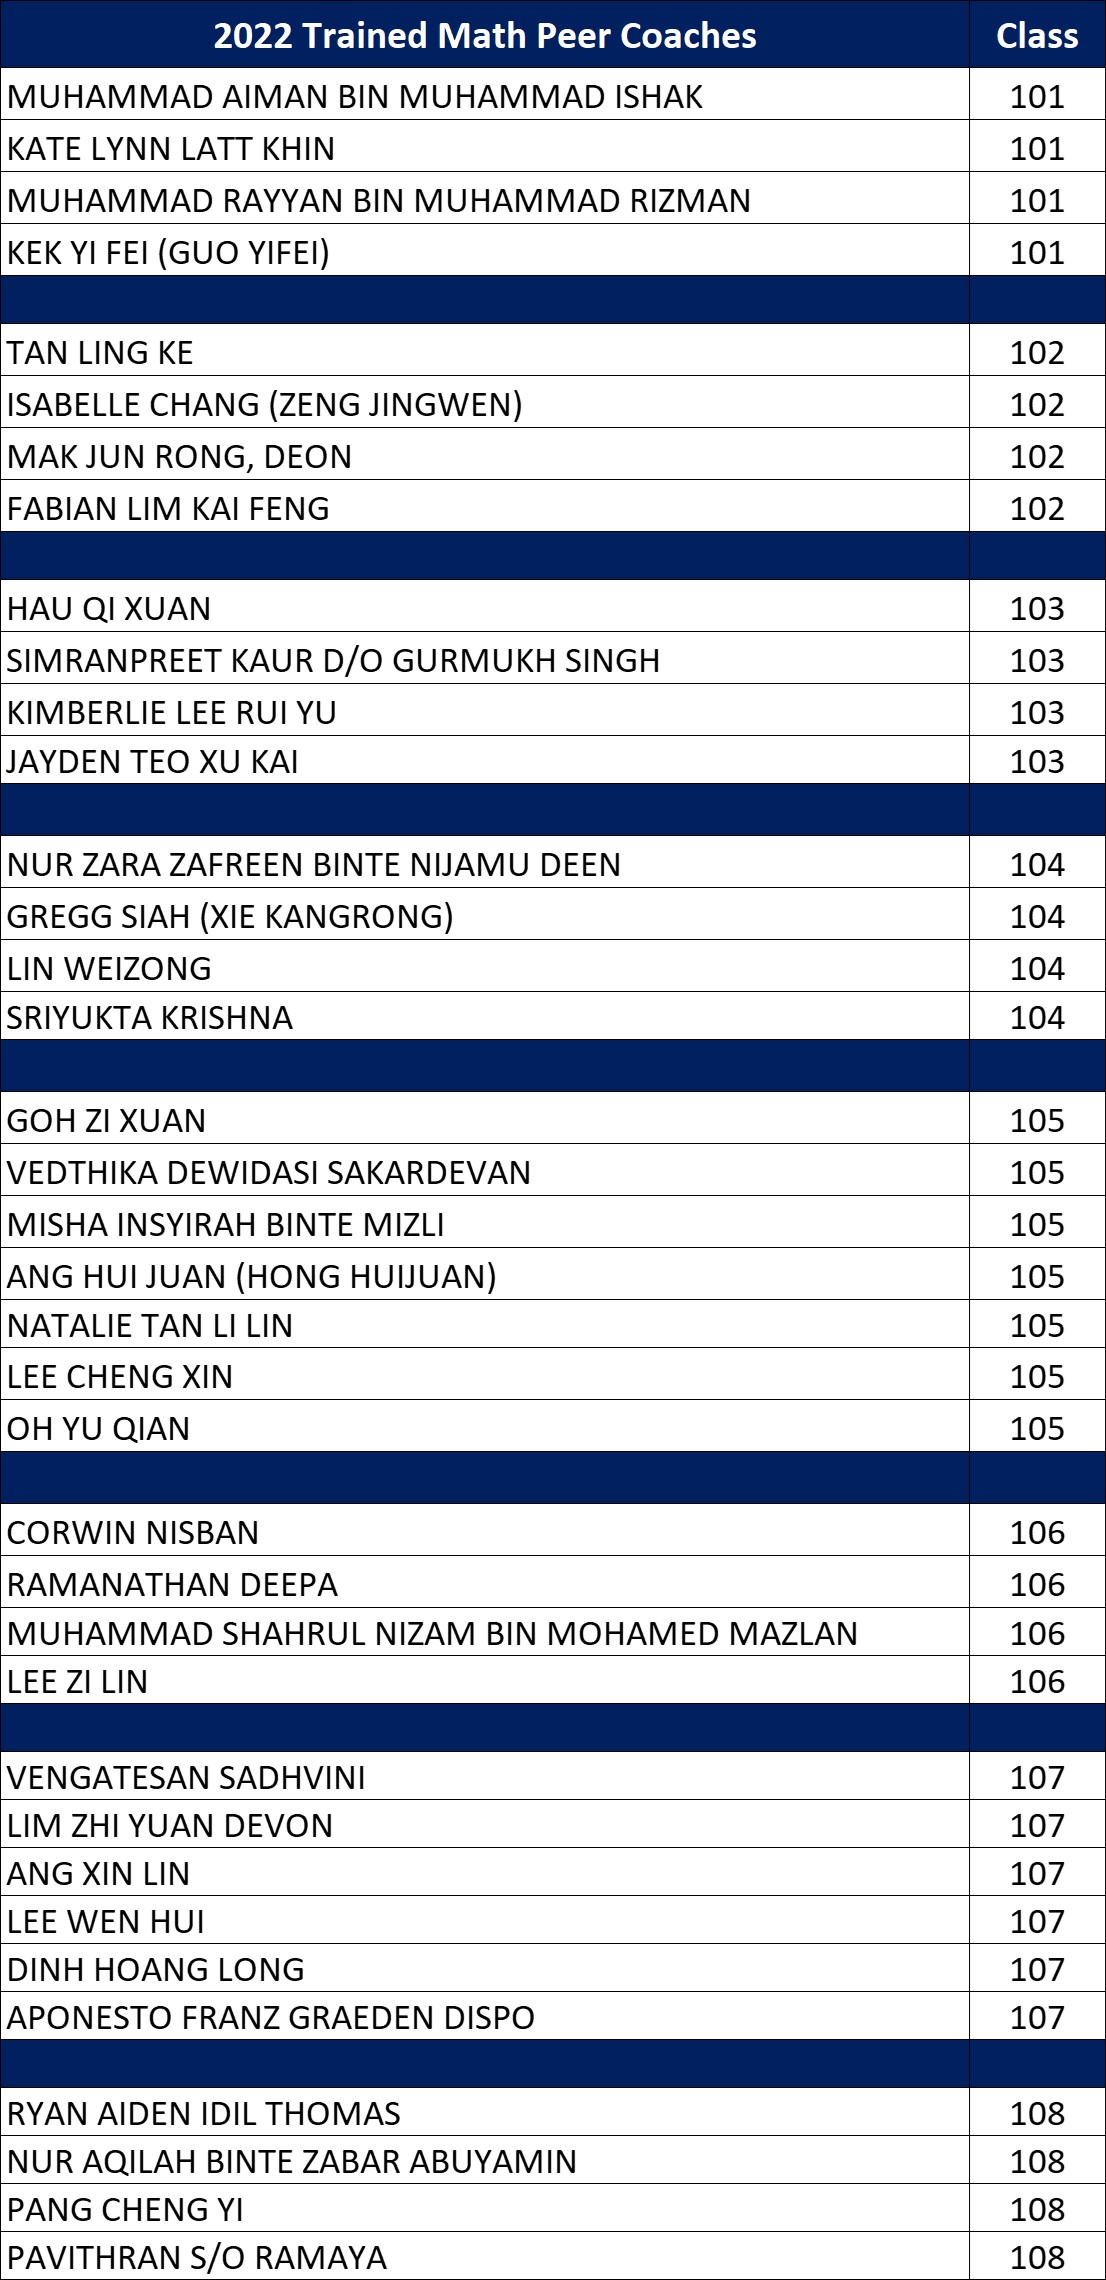 2022 Trained Math Peer Coaches Class
MUHAMMAD AIMAN BIN MUHAMMAD ISHAK 101
KATE LYNN LATT KHIN 101
MUHAMMAD RAYYAN BIN MUHAMMAD RIZMAN 101
KEK YI FEI (GUO YIFEI) 101
TAN LING KE 102
ISABELLE CHANG (ZENG JINGWEN) 102
MAK JUN RONG, DEON 102
FABIAN LIM KAI FENG 102
HAU QI XUAN 103
SIMRANPREET KAUR D/O GURMUKH SINGH 103
KIMBERLIE LEE RUI YU 103
JAYDEN TEO XU KAI 103
NUR ZARA ZAFREEN BINTE NIJAMU DEEN 104
GREGG SIAH (XIE KANGRONG) 104
LIN WEIZONG 104
SRIYUKTA KRISHNA 104
GOH ZI XUAN 105
VEDTHIKA DEWIDASI SAKARDEVAN 105
MISHA INSYIRAH BINTE MIZLI 105
ANG HUI JUAN (HONG HUIJUAN) 105
NATALIE TAN LI LIN 105
LEE CHENG XIN 105
OH YU QIAN 105
CORWIN NISBAN 106
RAMANATHAN DEEPA 106
MUHAMMAD SHAHRUL NIZAM BIN MOHAMED MAZLAN 106
LEE ZI LIN 106
VENGATESAN SADHVINI 107
LIM ZHI YUAN DEVON 107
ANG XIN LIN 107
LEE WEN HUI 107
DINH HOANG LONG 107
APONESTO FRANZ GRAEDEN DISPO 107
RYAN AIDEN IDIL THOMAS 108
NUR AQILAH BINTE ZABAR ABUYAMIN 108
PANG CHENG YI 108
PAVITHRAN S/O RAMAYA 108